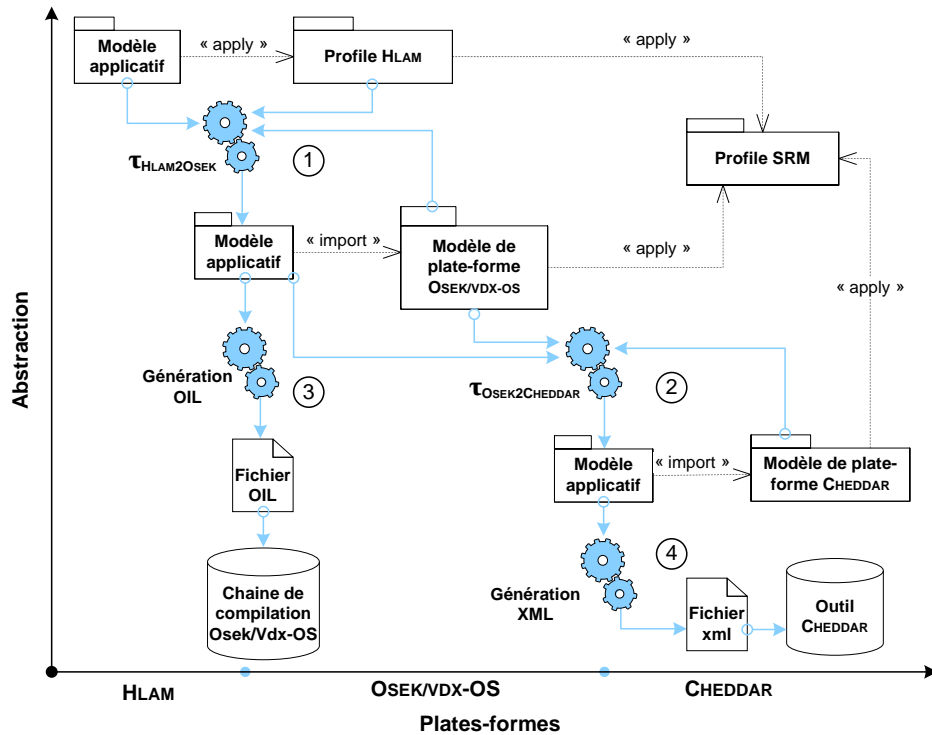 Modèle
applicatif
« apply »
Profile HLAM
« apply »
τHLAM2OSEK
1
Profile SRM
Modèle
applicatif
« import »
Modèle de
plate-forme
OSEK/VDX-OS
« apply »
« apply »
Génération
OIL
3
τOSEK2CHEDDAR
2
Fichier
OIL
Modèle
applicatif
« import »
Modèle de plate-
forme CHEDDAR
Chaine de
compilation
Osek/Vdx-OS
4
Génération
XML
Fichier
xml
Outil
CHEDDAR
Abstraction
HLAM
OSEK/VDX-OS
CHEDDAR
Plates-formes